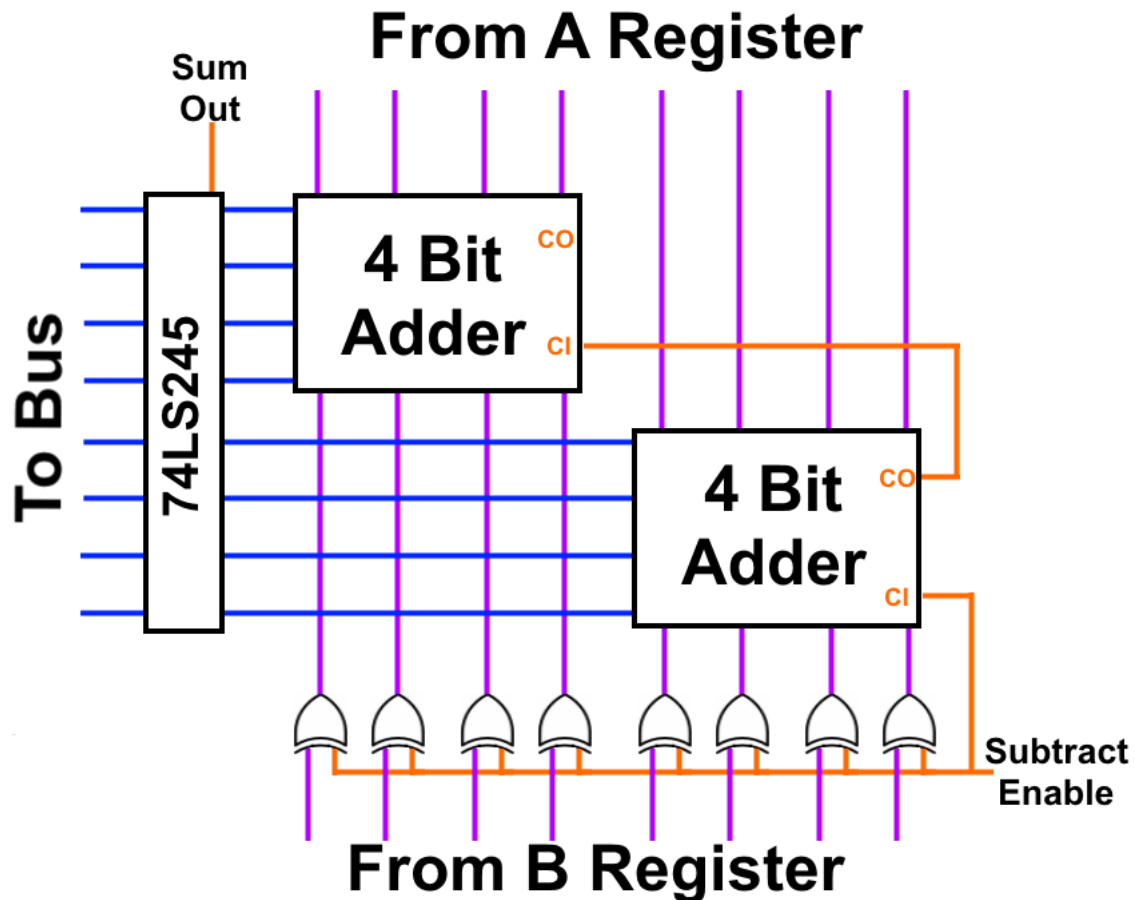 From A Register
Sum
Out
CO
4 Bit
Adder
CI
To Bus
74LS245
4 Bit
CO
Adder
CI
Subtract
Enable
From B Register